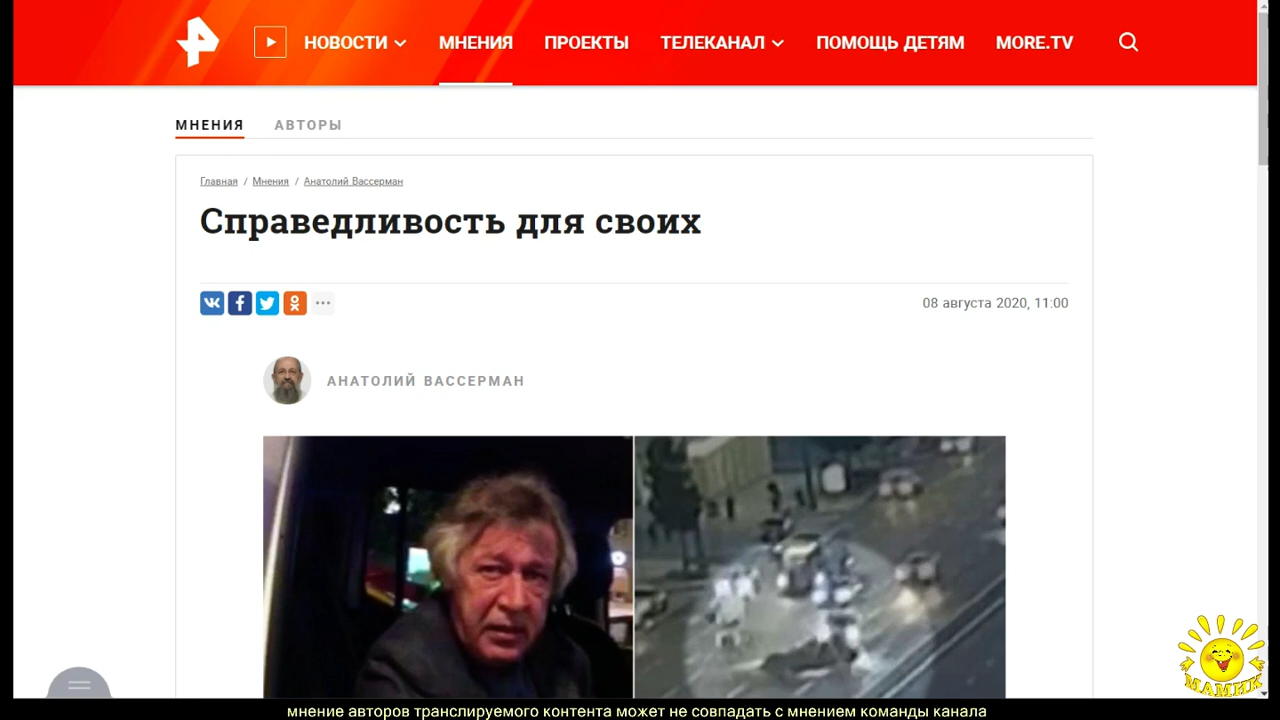 НОВОСТИ МНЕНИЯ ПРОЕКТЫ ТЕЛЕКАНАЛ ПОМОЩЬ ДЕТЯМ MORE.TV
МНЕНИЯ АВТОРЫ
Главная / Мнения / Анатолий Вассерман
Справедливость для своих
08 августа 2020, 11:00
АНАТОЛИЙ ВАССЕРМАН
МАМИК
мнение авторов транслируемого контента может не совпадать с мнением команды канала